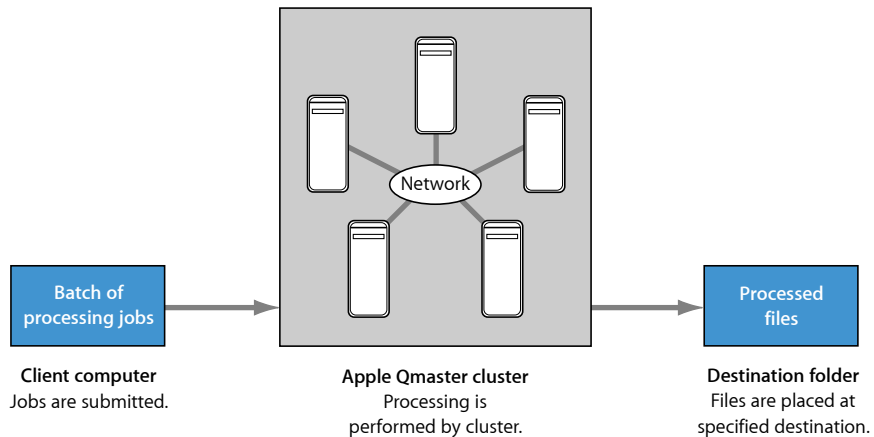 Network
Batch of
processing jobs
Processed
files
Client computer
Jobs are submitted.
Apple Qmaster cluster
Processing is
performed by cluster.
Destination folder
Files are placed at
specified destination.